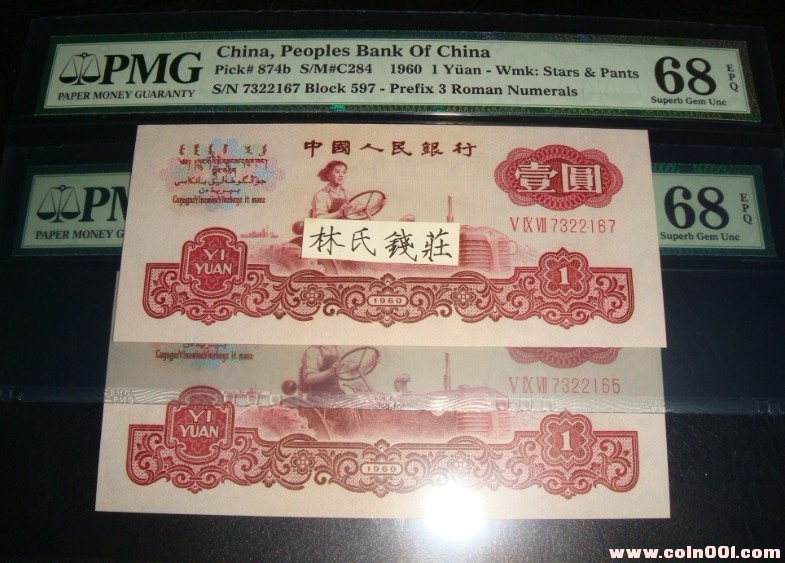 PMG
PAPER MONEY GUARANTY
China, Peoples Bank Of China
Pick# 874b S/M#C284 1960 1 Yüan - Wmk: Stars & Pants
S/N 7322167 Block 597 - Prefix 3 Roman Numerals
68
EPQ
Superb Gem Unc
中國人民銀行
壹圓
V IX VII 7322167
林氏錢莊
YI
YUAN
1960
1
PAPER MONEY
68
EPQ
Superb Gem Unc
V IX VII 7322165
YI
YUAN
1960
1
www.coin001.com